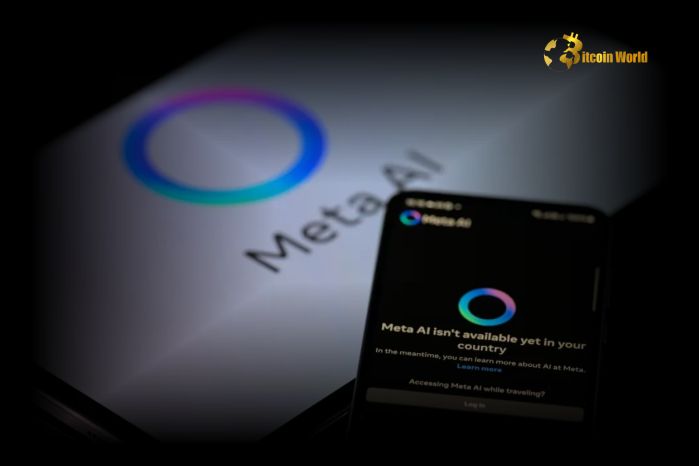 Bitcoin World
Meta AI
Meta AI
Meta AI isn't available yet in your
country
In the meantime, you can learn more about AI at Meta.
Learn more
Accessing Meta AI while traveling?
Log in